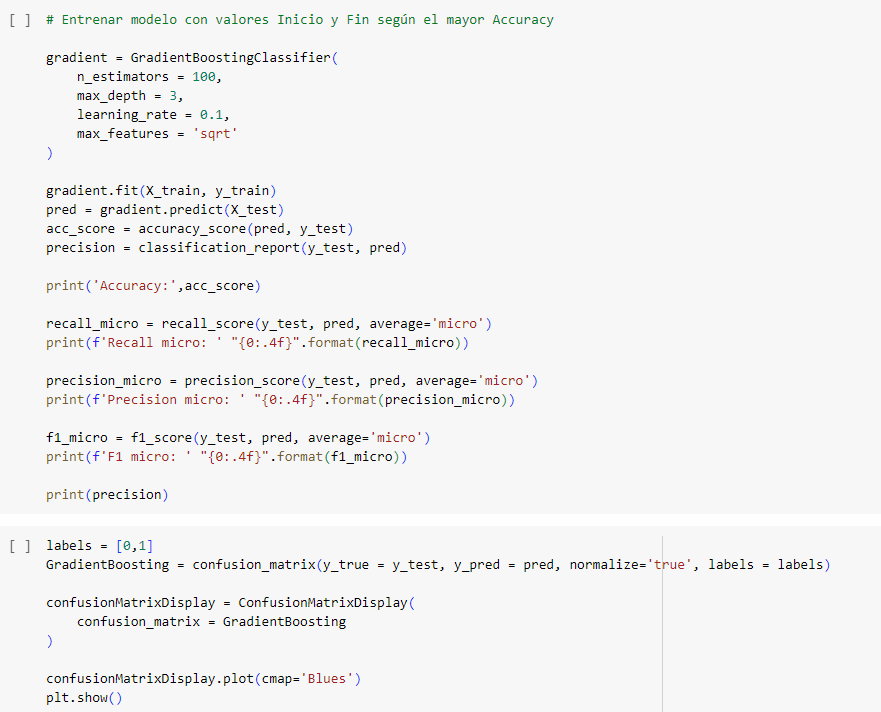 [ ] # Entrenar modelo con valores Inicio y Fin según el mayor Accuracy
gradient = GradientBoostingClassifier(
n_estimators = 100,
max_depth = 3,
learning_rate = 0.1,
max_features = 'sqrt'
)
gradient.fit(X_train, y_train)
pred = gradient.predict(X_test)
acc_score = accuracy_score(pred, y_test)
precision = classification_report(y_test, pred)
print('Accuracy:',acc_score)
recall_micro = recall_score(y_test, pred, average='micro')
print(f'Recall micro: ' "{0:.4f}".format(recall_micro))
precision_micro = precision_score(y_test, pred, average='micro')
print(f'Precision micro: ' "{0:.4f}".format(precision_micro))
f1_micro = f1_score(y_test, pred, average='micro')
print(f'F1 micro: ' "{0:.4f}".format(f1_micro))
print(precision)
[ ] labels = [0,1]
GradientBoosting = confusion_matrix(y_true = y_test, y_pred = pred, normalize='true', labels = labels)
confusionMatrixDisplay = ConfusionMatrixDisplay(
confusion_matrix = GradientBoosting
)
confusionMatrixDisplay.plot(cmap='Blues')
plt.show()